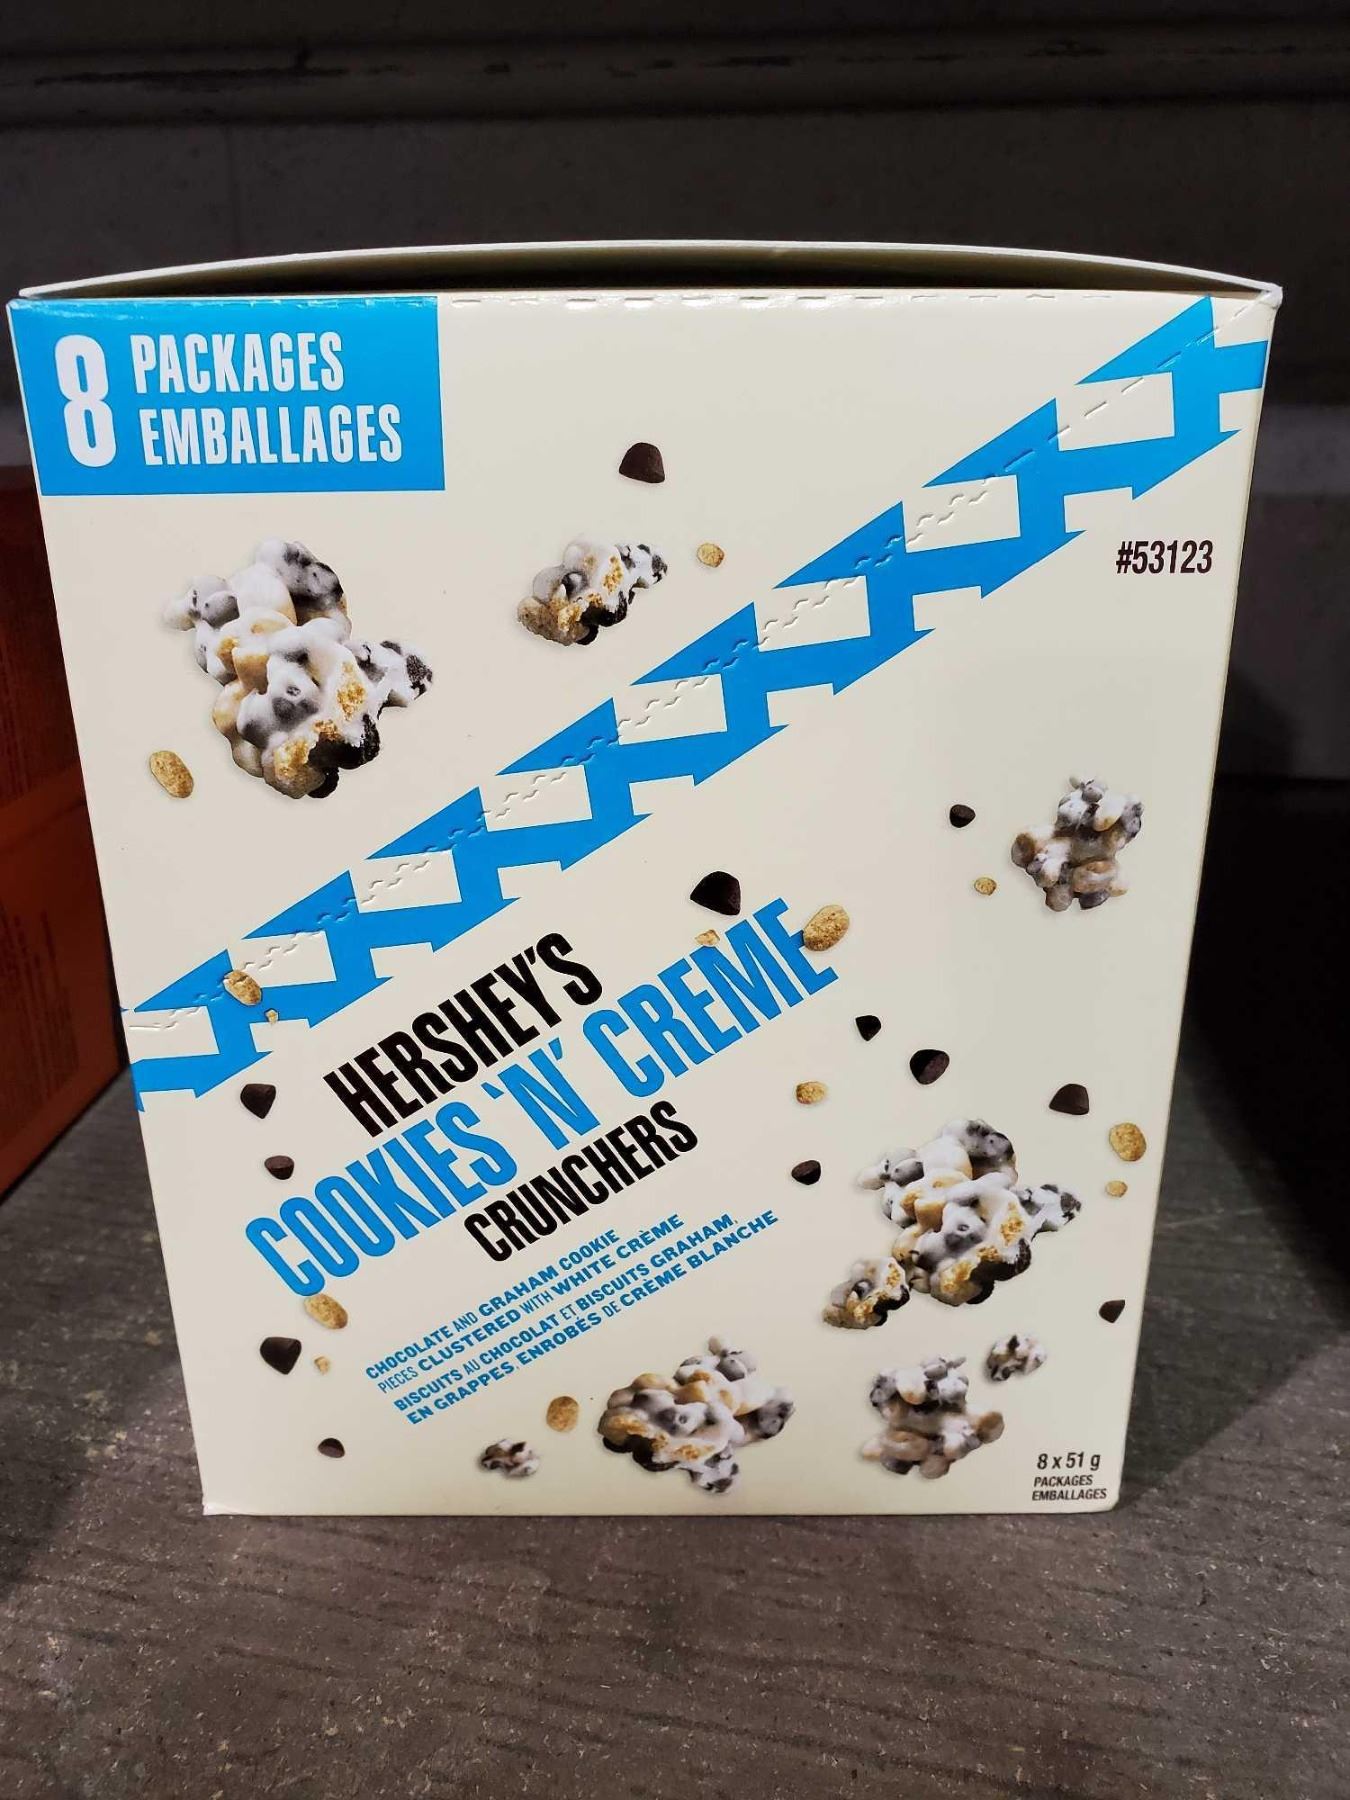 8 PACKAGES
EMBALLAGES
#53123
HERSHEY'S
COOKIES 'N' CREME
CRUNCHERS
CHOCOLATE AND GRAHAM COOKIE
PIECES CLUSTERED WITH WHITE CRÈME
BISCUITS AU CHOCOLAT ET BISCUITS GRAHAM,
EN GRAPPES, ENROBÉS DE CRÈME BLANCHE
8 x 51 g
PACKAGES
EMBALLAGES